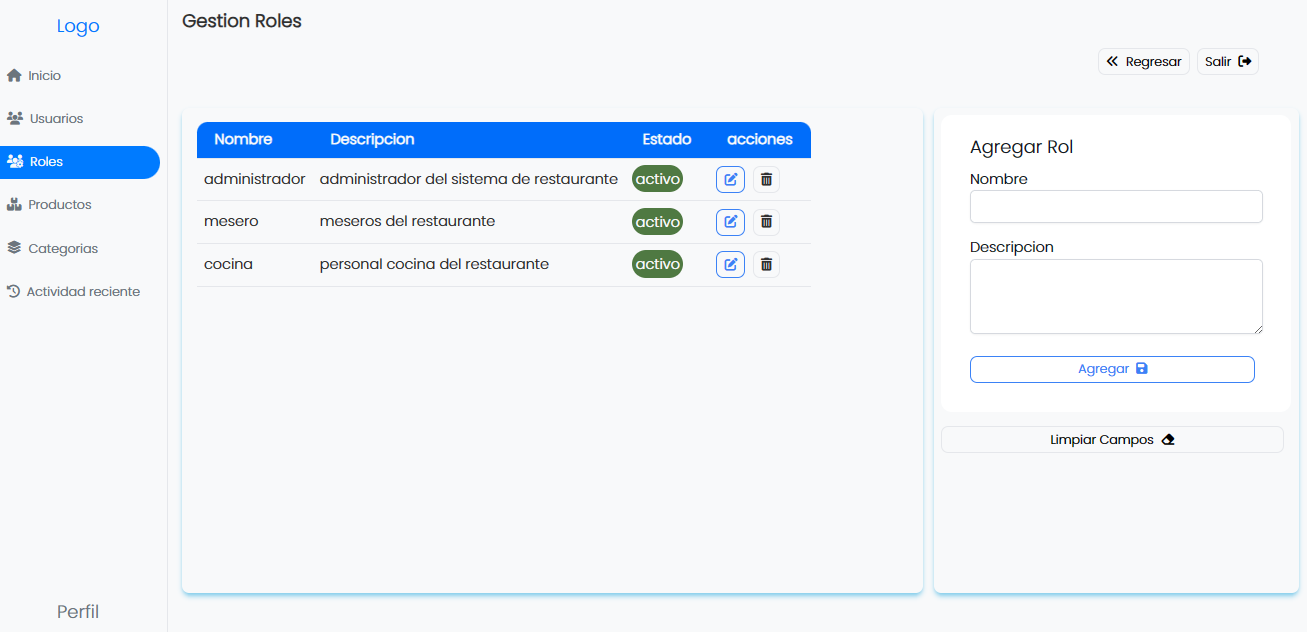 Logo
Inicio
Usuarios
Roles
Productos
Categorias
Actividad reciente
Perfil
Gestion Roles
Regresar
Salir
Nombre Descripcion Estado acciones
administrador administrador del sistema de restaurante activo
mesero meseros del restaurante activo
cocina personal cocina del restaurante activo
Agregar Rol
Nombre
Descripcion
Agregar
Limpiar Campos